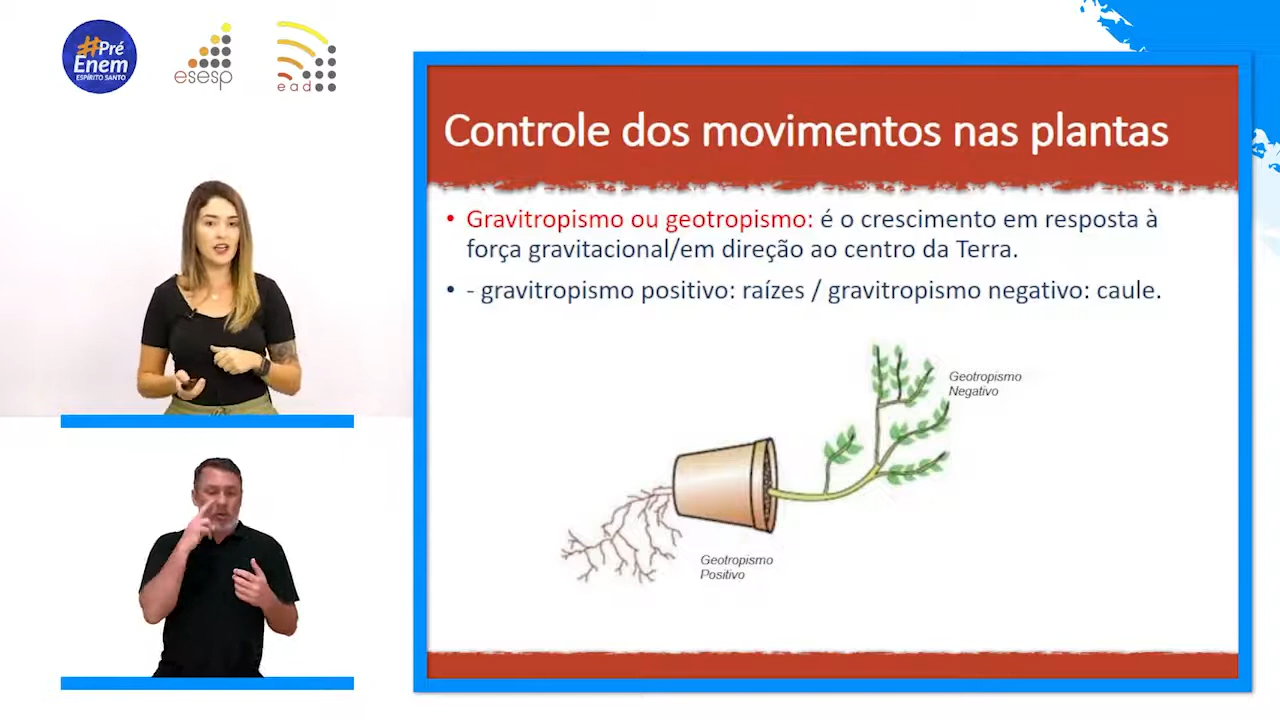 #Pré
Enem
ESPÍRITO SANTO
esesp
ead
Controle dos movimentos nas plantas
• Gravitropismo ou geotropismo: é o crescimento em resposta à
força gravitacional/em direção ao centro da Terra.
• - gravitropismo positivo: raízes / gravitropismo negativo: caule.
Geotropismo
Negativo
Geotropismo
Positivo